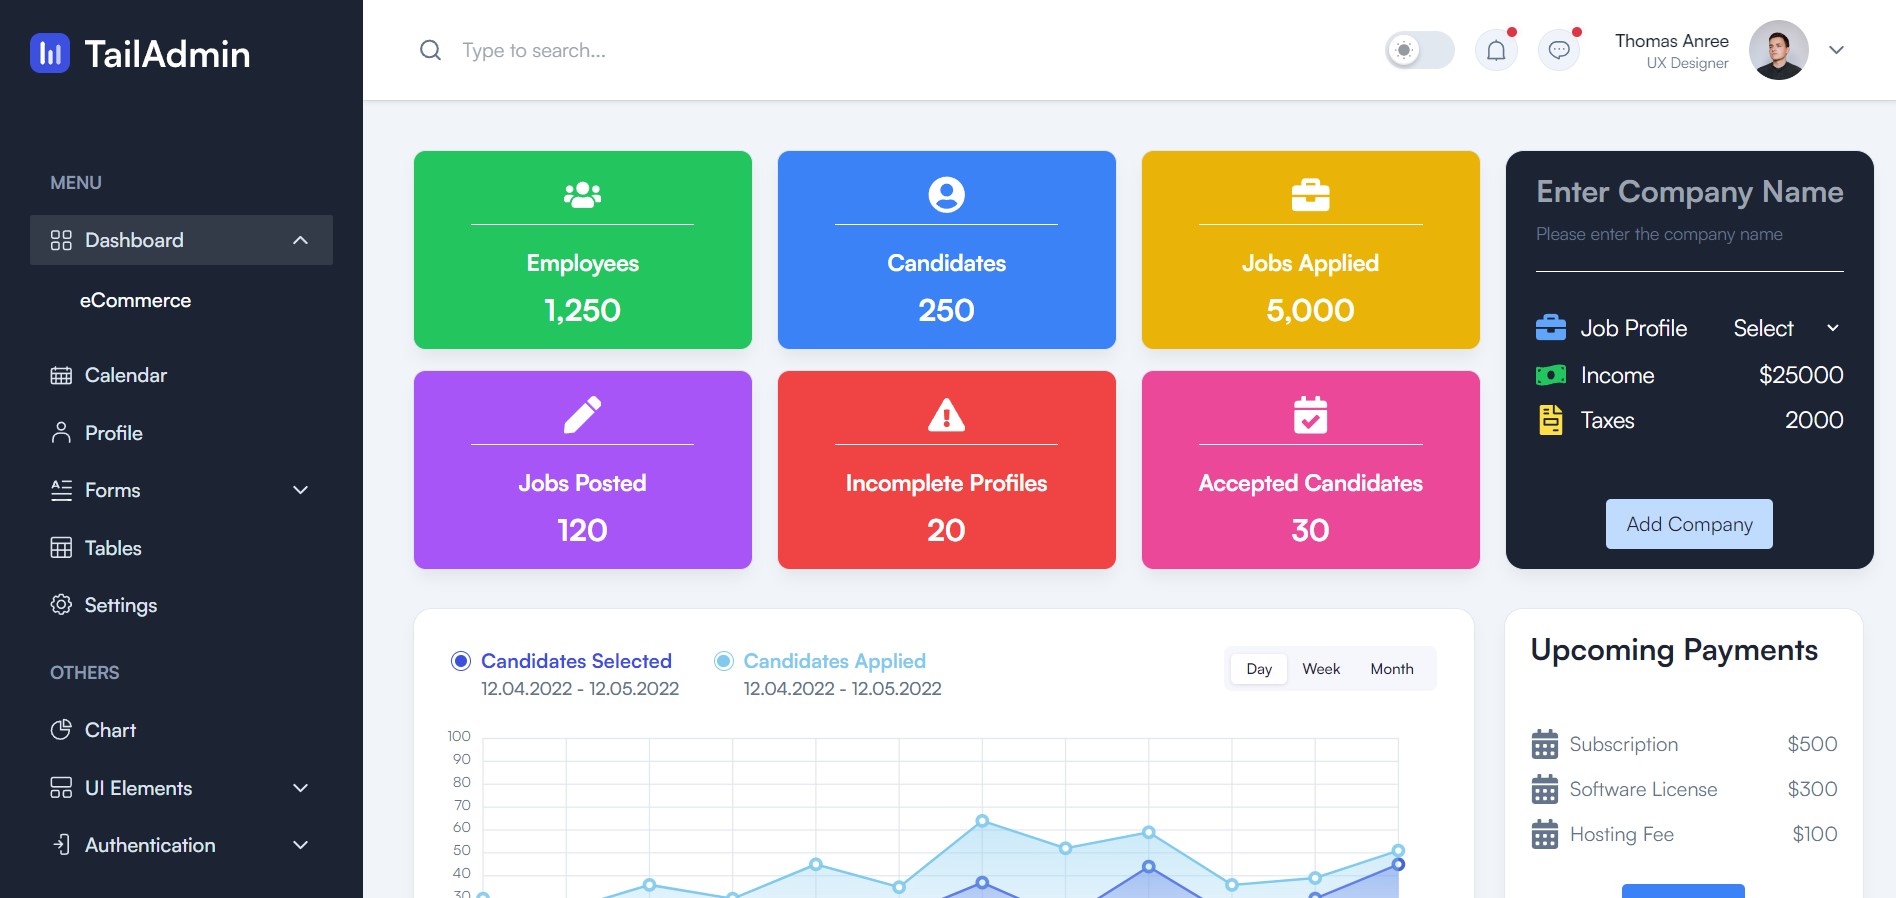 TailAdmin
Type to search...
Thomas Anree
UX Designer
MENU
Dashboard
eCommerce
Calendar
Profile
Forms
Tables
Settings
OTHERS
Chart
UI Elements
Authentication
Employees
1,250
Candidates
250
Jobs Applied
5,000
Jobs Posted
120
Incomplete Profiles
20
Accepted Candidates
30
Enter Company Name
Please enter the company name
Job Profile Select
Income $25000
Taxes 2000
Add Company
Candidates Selected
12.04.2022 - 12.05.2022
Candidates Applied
12.04.2022 - 12.05.2022
Day Week Month
100
90
80
70
60
50
40
30
Upcoming Payments
Subscription $500
Software License $300
Hosting Fee $100